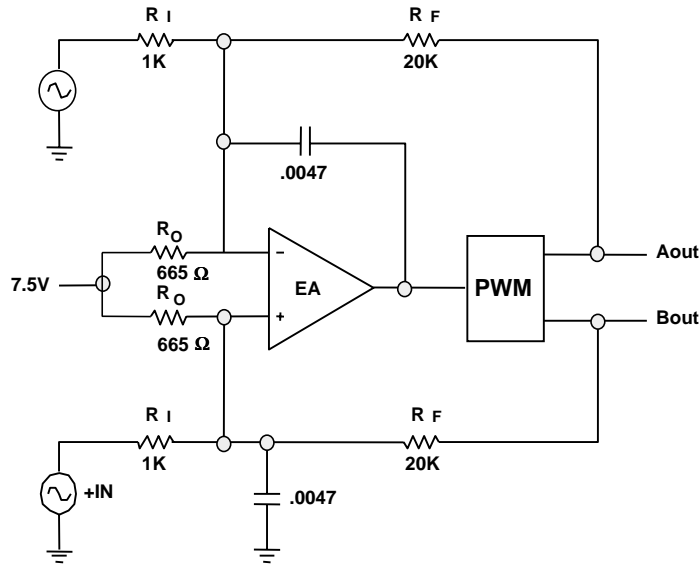 R I
1K
R F
20K
.0047
R O
665 Ω
7.5V
R O
665 Ω
−
+
EA
PWM
Aout
Bout
R I
1K
R F
20K
+IN
.0047